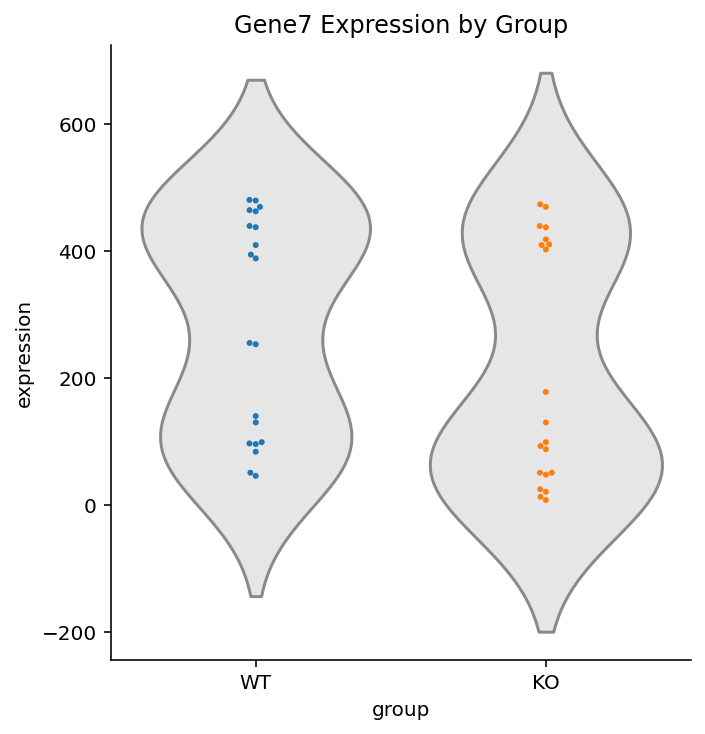 Gene7 Expression by Group
600
400
200
0
−200
expression
WT KO
group